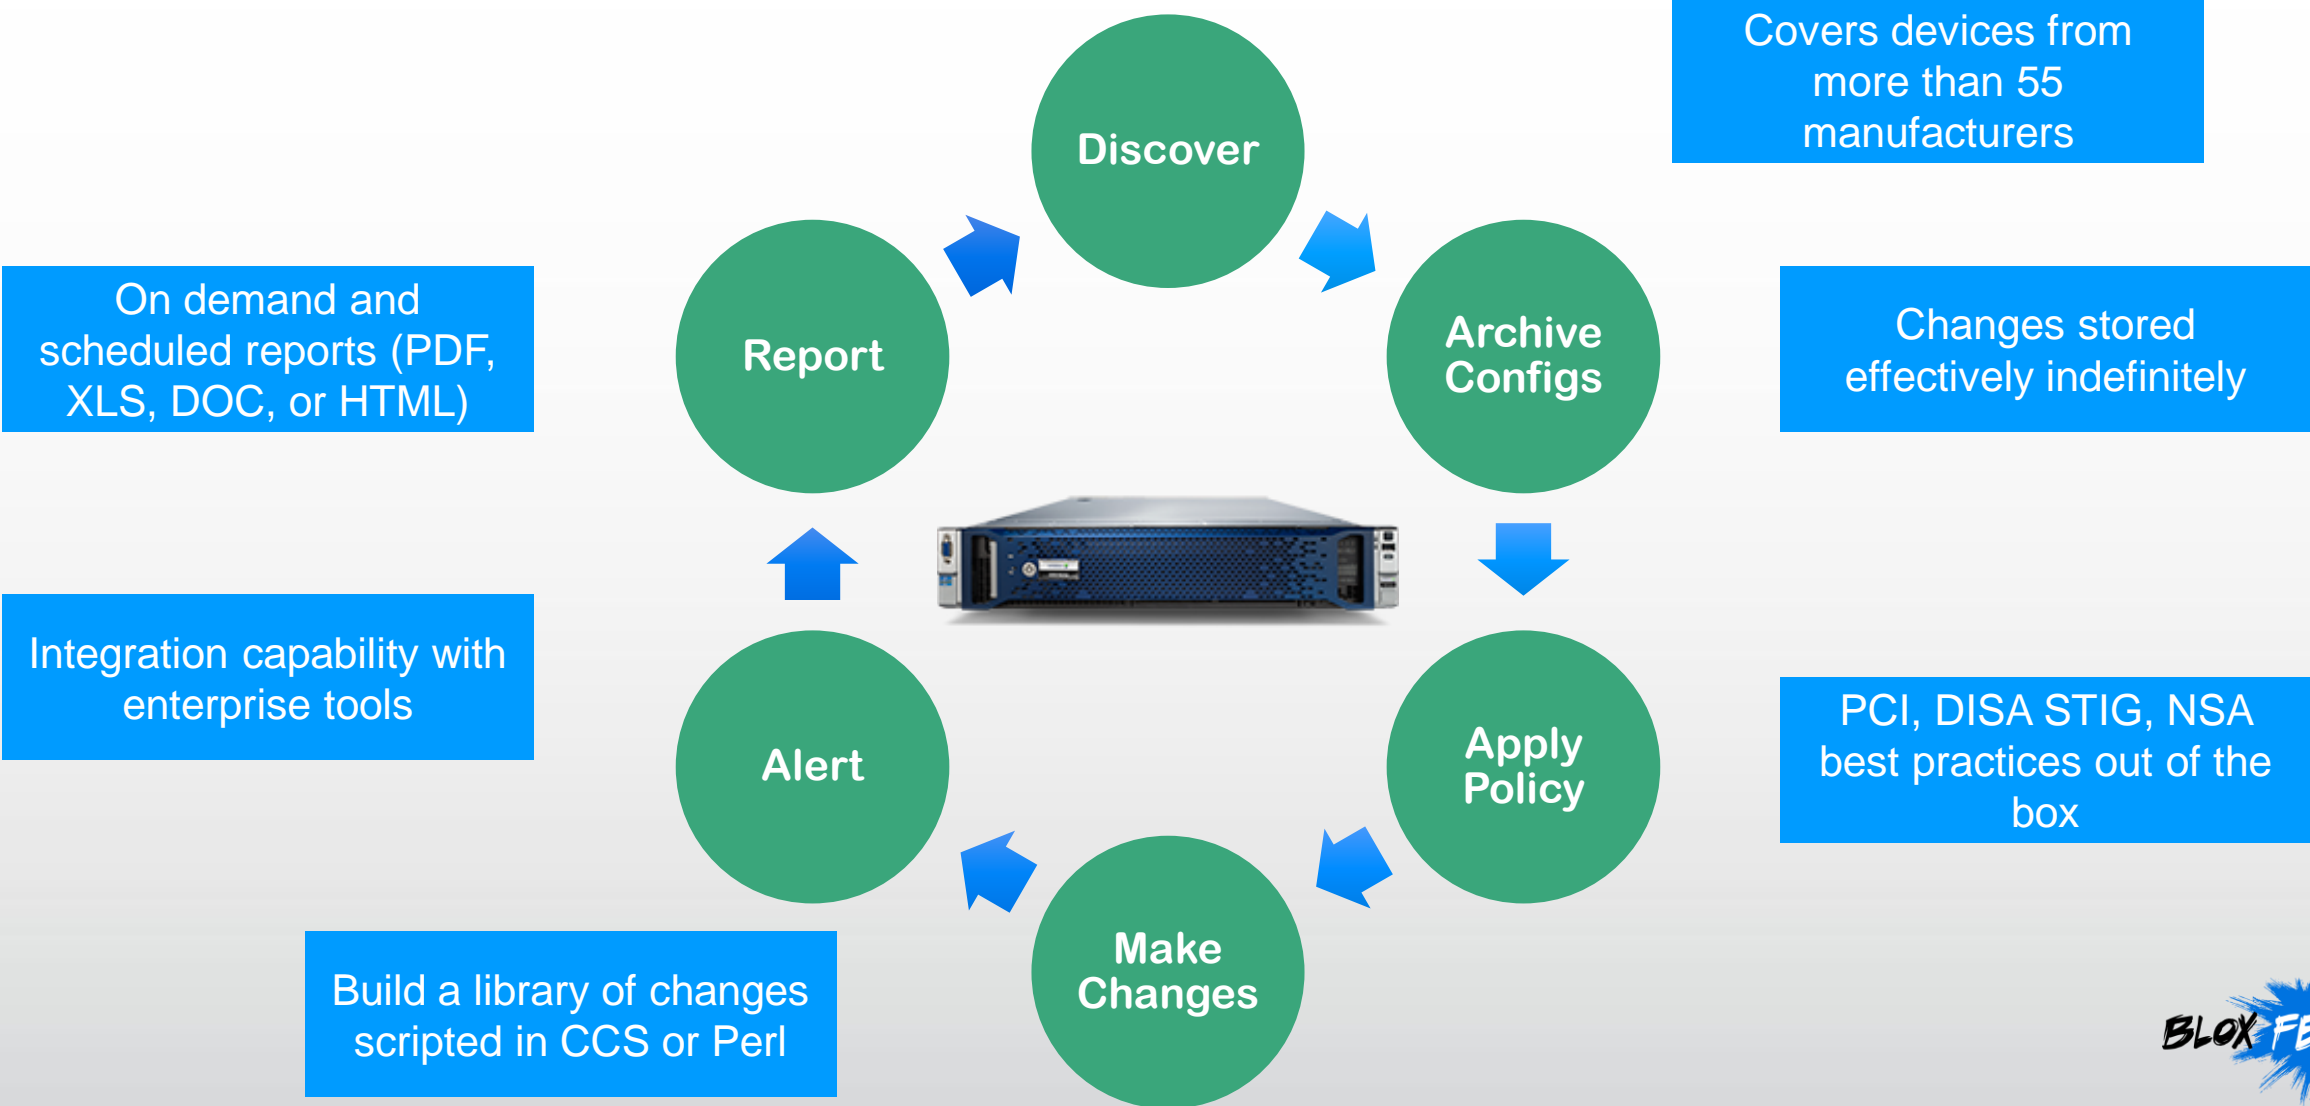 Covers devices from
more than 55
manufacturers
Discover
On demand and
scheduled reports (PDF,
XLS, DOC, or HTML)
Report
Archive
Configs
Changes stored
effectively indefinitely
Integration capability with
enterprise tools
Alert
Apply
Policy
PCI, DISA STIG, NSA
best practices out of the
box
Build a library of changes
scripted in CCS or Perl
Make
Changes
BLOX